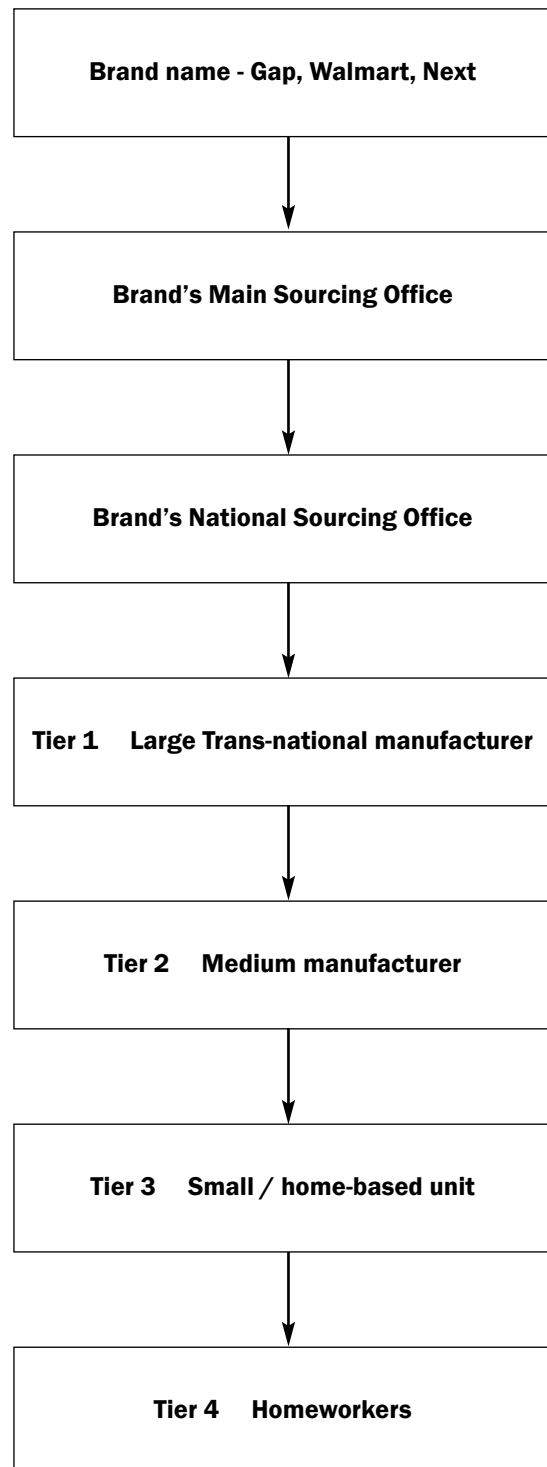 Brand name - Gap, Walmart, Next
Brand’s Main Sourcing Office
Brand’s National Sourcing Office
Tier 1 Large Trans-national manufacturer
Tier 2 Medium manufacturer
Tier 3 Small / home-based unit
Tier 4 Homeworkers